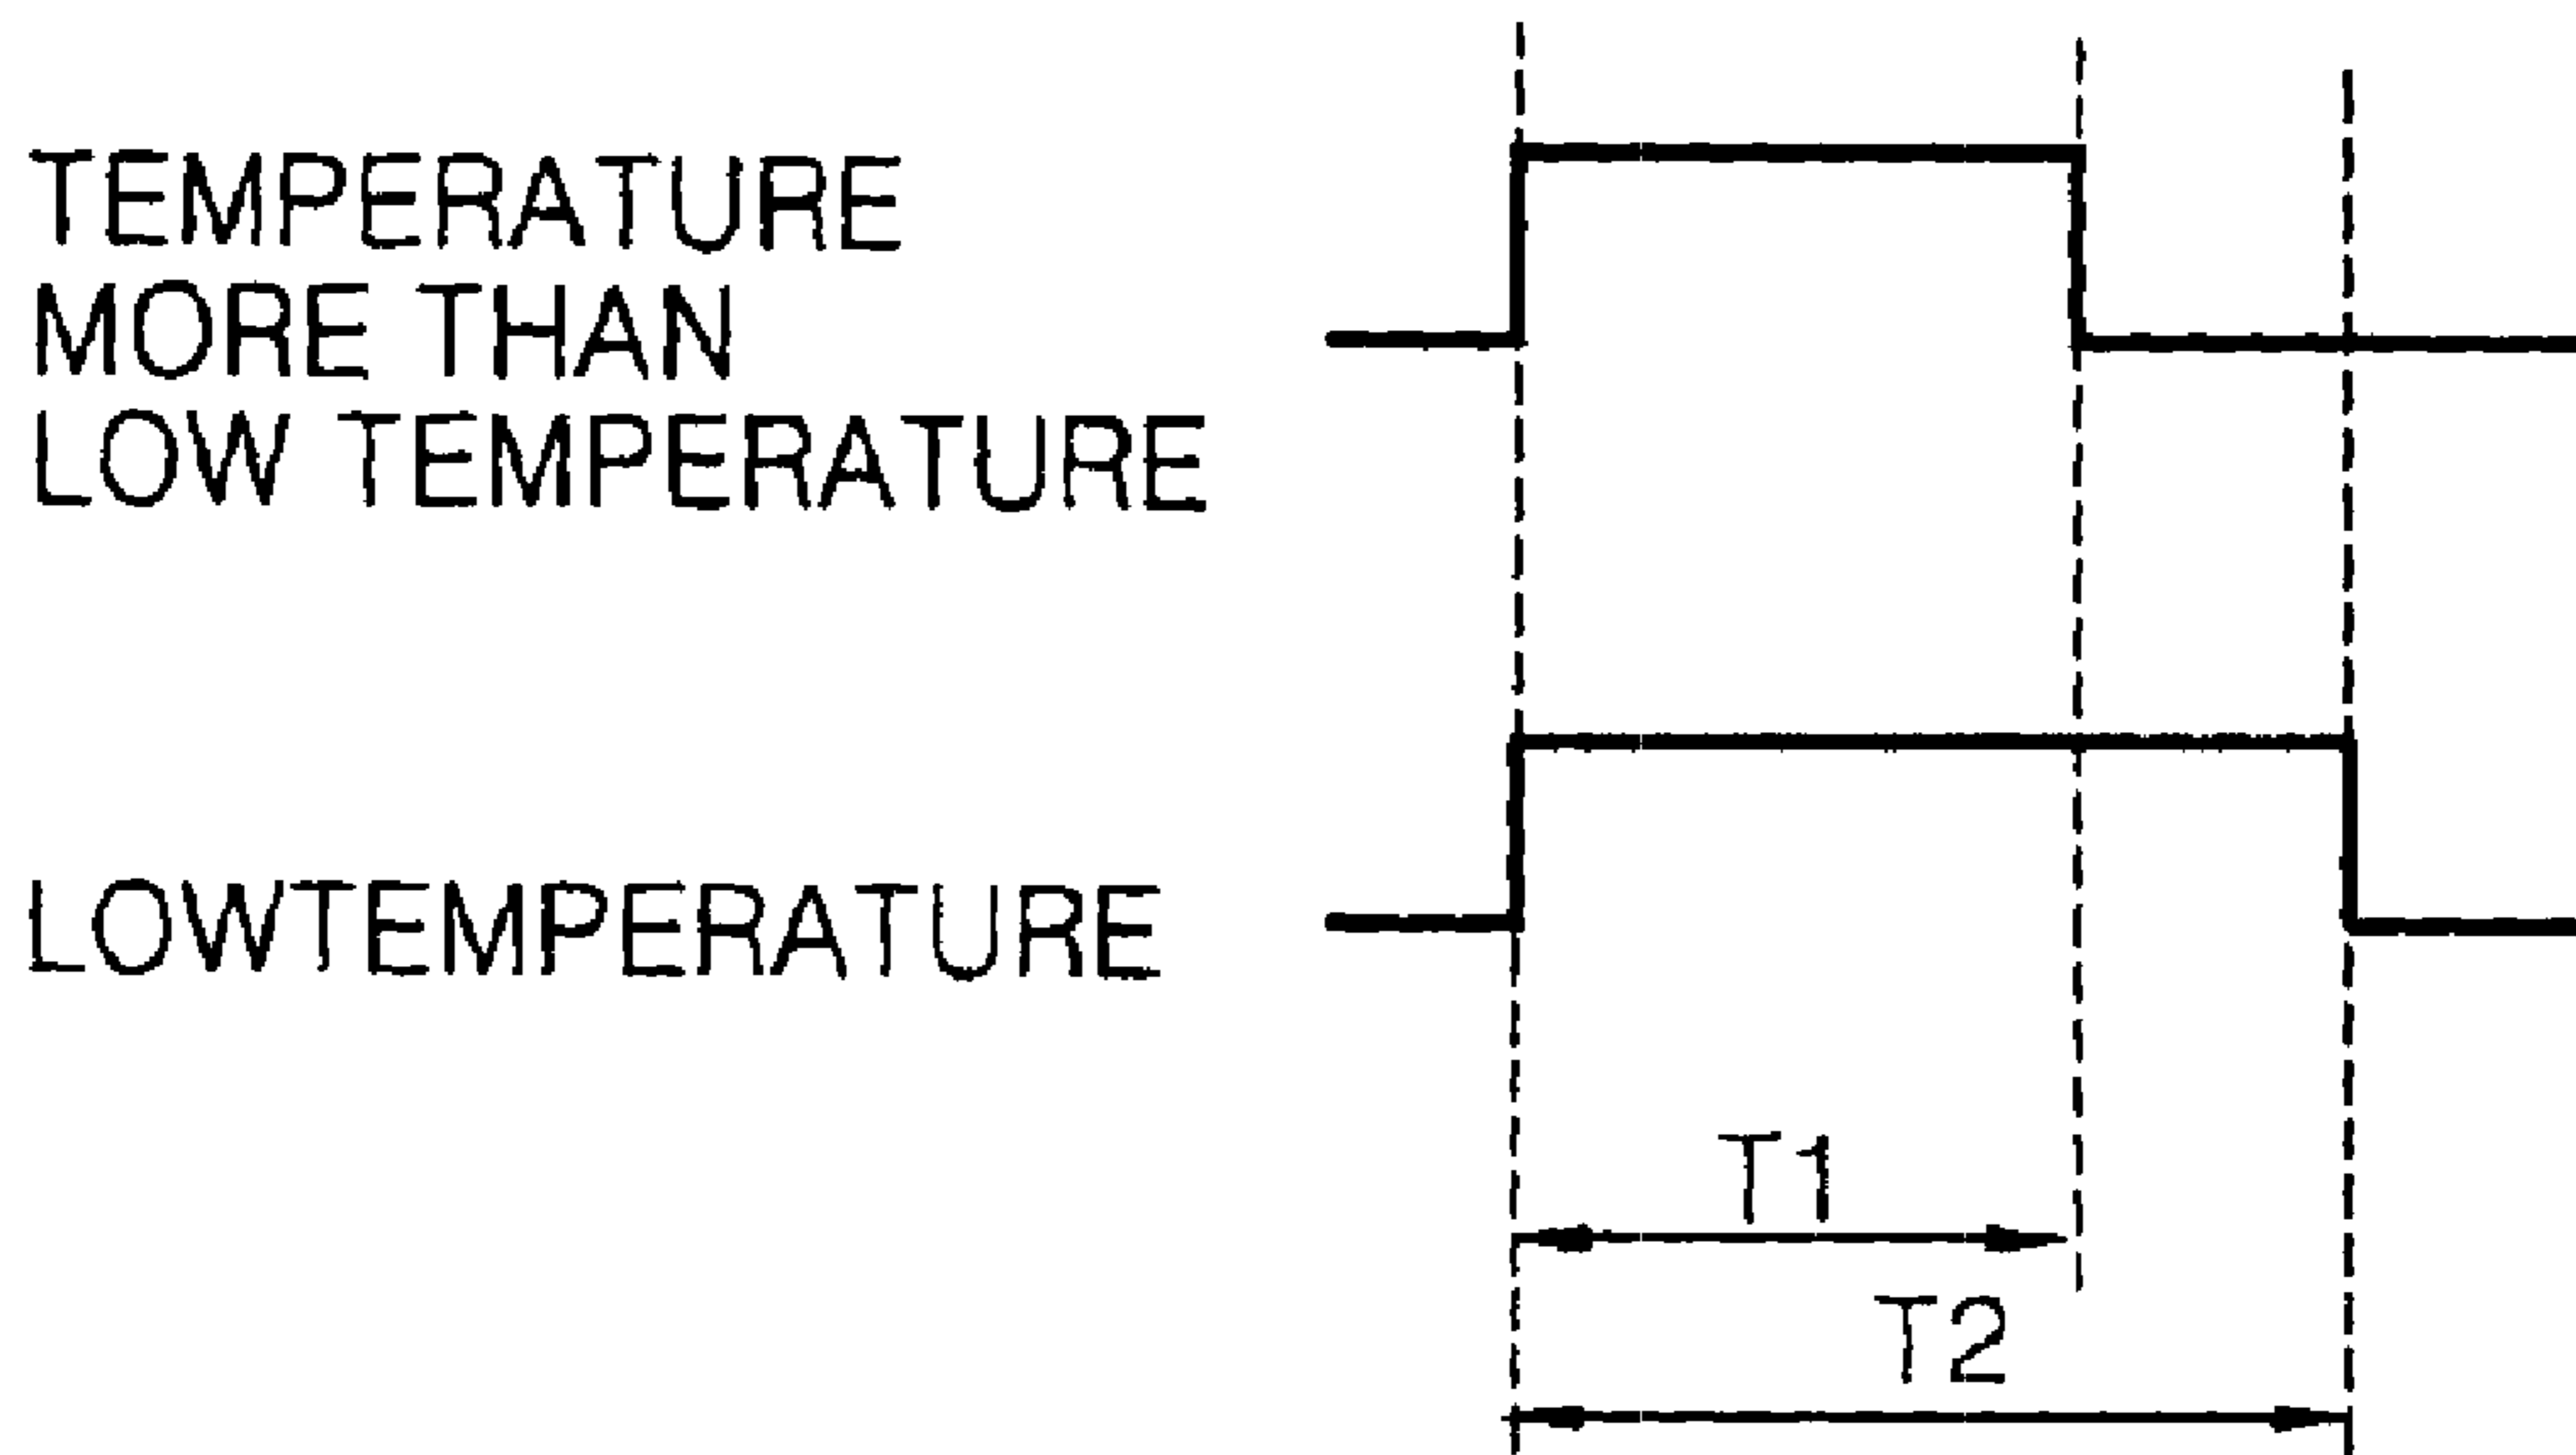 TEMPERATURE
MORE THAN
LOW TEMPERATURE
LOWTEMPERATURE
T1
T2